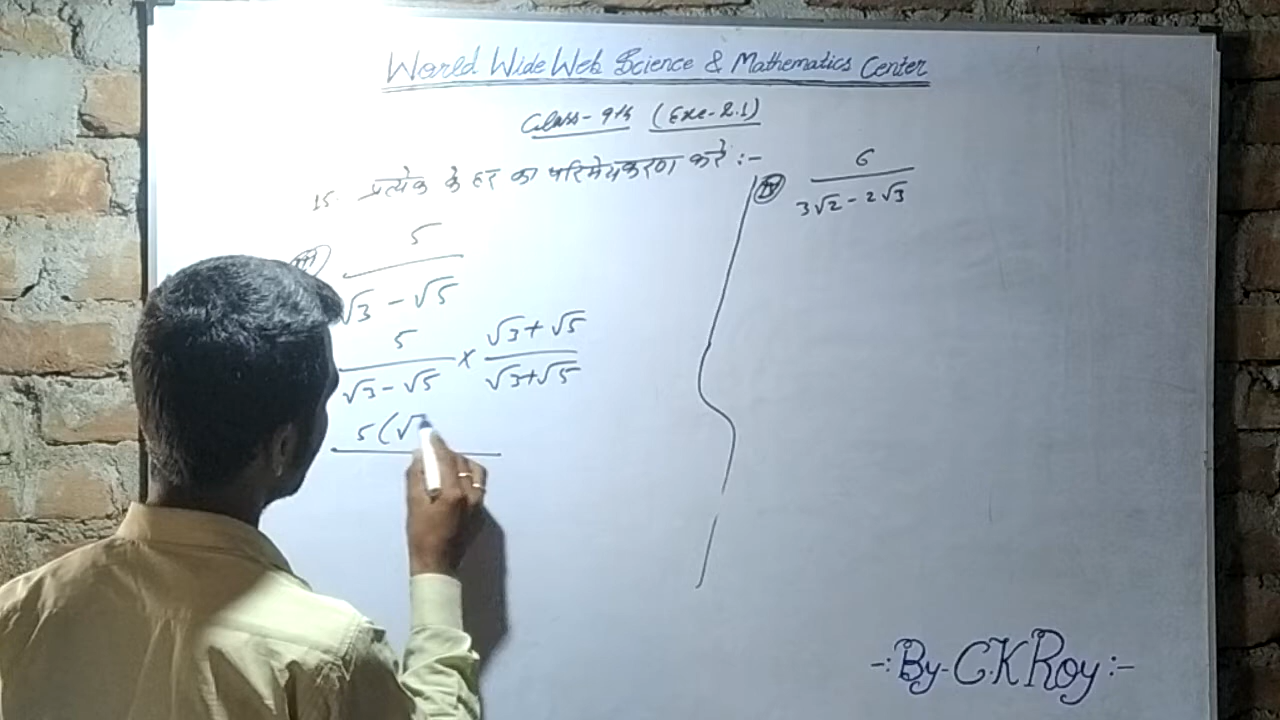 World Wide Web Science & Mathematics Center
Class-9th (Exe-2.1)
15. प्रत्येक के हर का परिमेयकरण करें :-
5
√3 - √5
5 × √3 + √5
√3 - √5 √3+√5
5(√
(iv) 6
3√2 - 2√3
-: By- C.K Roy :-